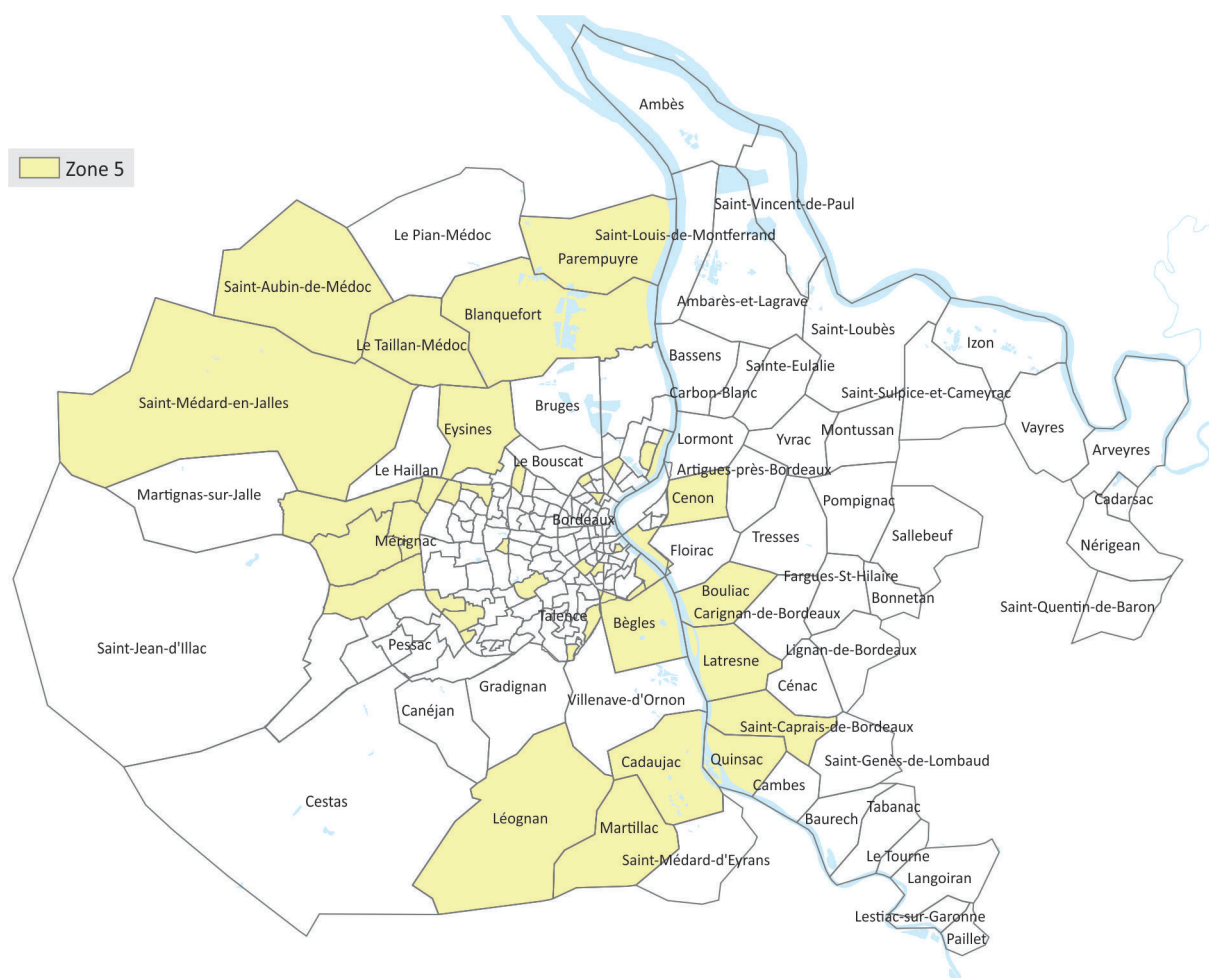 Ambès
Zone 5
Saint-Vincent-de-Paul
Le Pian-Médoc
Saint-Louis-de-Montferrand
Parempuyre
Saint-Aubin-de-Médoc
Ambarès-et-Lagrave
Blanquefort
Saint-Loubès
Izon
Le Taillan-Médoc
Bassens
Sainte-Eulalie
Carbon-Blanc
Saint-Sulpice-et-Cameyrac
Saint-Médard-en-Jalles
Bruges
Vayres
Eysines
Lormont
Yvrac
Montussan
Arveyres
Le Bouscat
Le Haillan
Artigues-près-Bordeaux
Martignas-sur-Jalle
Cenon
Pompignac
Cadarsac
Bordeaux
Mérignac
Tresses
Sallebeuf
Floirac
Nérigean
Fargues-St-Hilaire
Bouliac
Bonnetan
Carignan-de-Bordeaux
Saint-Quentin-de-Baron
Talence
Bègles
Saint-Jean-d'Illac
Pessac
Lignan-de-Bordeaux
Latresne
Cénac
Gradignan
Villenave-d'Ornon
Canéjan
Saint-Caprais-de-Bordeaux
Cadaujac
Quinsac
Saint-Genès-de-Lombaud
Cambes
Cestas
Tabanac
Léognan
Baurech
Martillac
Le Tourne
Saint-Médard-d'Eyrans
Langoiran
Lestiac-sur-Garonne
Paillet